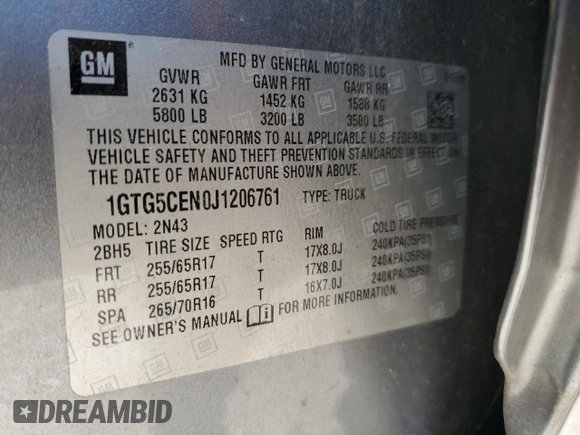 GM
MFD BY GENERAL MOTORS LLC
GVWR GAWR FRT GAWR RR
2631 KG 1452 KG 1588 KG
5800 LB 3200 LB 3500 LB
THIS VEHICLE CONFORMS TO ALL APPLICABLE U.S. FEDERAL MOTOR
VEHICLE SAFETY AND THEFT PREVENTION STANDARDS IN EFFECT ON
THE DATE OF MANUFACTURE SHOWN ABOVE.
1GTG5CEN0J1206761 TYPE: TRUCK
MODEL: 2N43
2BH5 TIRE SIZE SPEED RTG RIM COLD TIRE PRESSURE
FRT 255/65R17 T 17X8.0J 240KPA(35PSI)
RR 255/65R17 T 17X8.0J 240KPA(35PSI)
SPA 265/70R16 T 16X7.0J 240KPA(35PSI)
SEE OWNER'S MANUAL FOR MORE INFORMATION.
DREAMBID